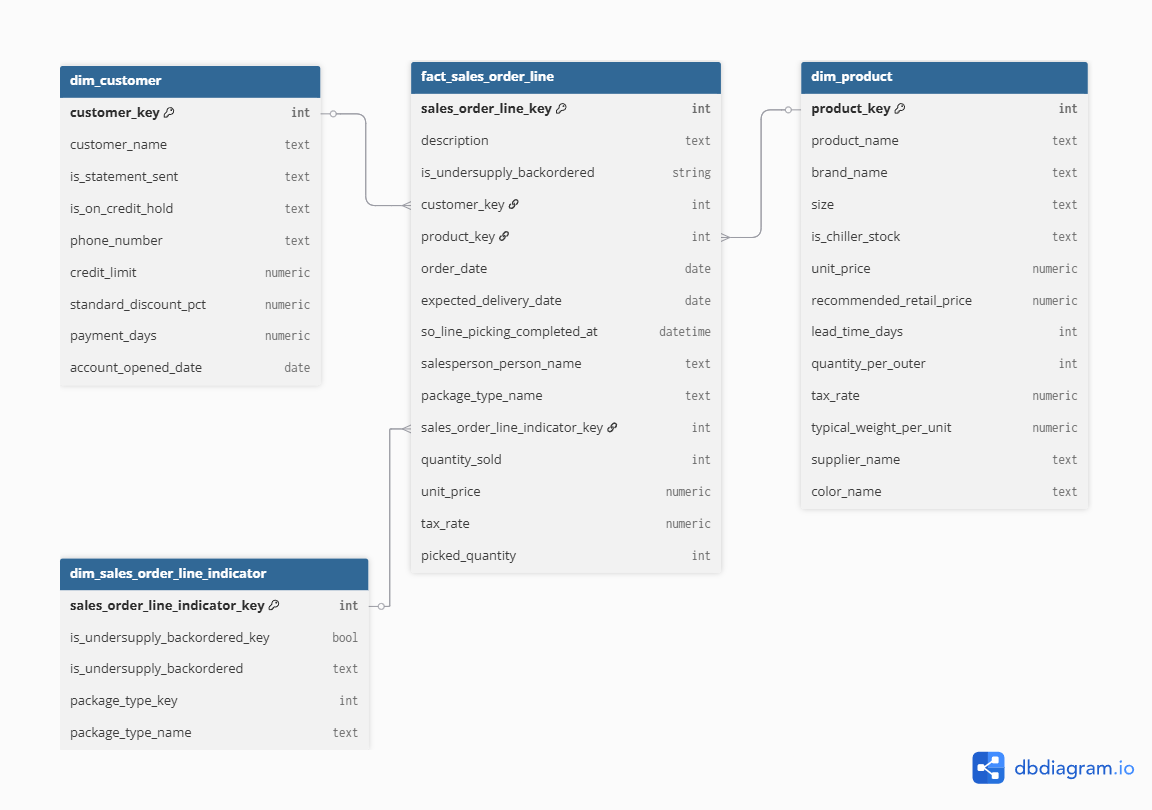 dim_customer
customer_key int
customer_name text
is_statement_sent text
is_on_credit_hold text
phone_number text
credit_limit numeric
standard_discount_pct numeric
payment_days numeric
account_opened_date date
fact_sales_order_line
sales_order_line_key int
description text
is_undersupply_backordered string
customer_key int
product_key int
order_date date
expected_delivery_date date
so_line_picking_completed_at datetime
salesperson_person_name text
package_type_name text
sales_order_line_indicator_key int
quantity_sold int
unit_price numeric
tax_rate numeric
picked_quantity int
dim_product
product_key int
product_name text
brand_name text
size text
is_chiller_stock text
unit_price numeric
recommended_retail_price numeric
lead_time_days int
quantity_per_outer int
tax_rate numeric
typical_weight_per_unit numeric
supplier_name text
color_name text
dim_sales_order_line_indicator
sales_order_line_indicator_key int
is_undersupply_backordered_key bool
is_undersupply_backordered text
package_type_key int
package_type_name text
dbdiagram.io